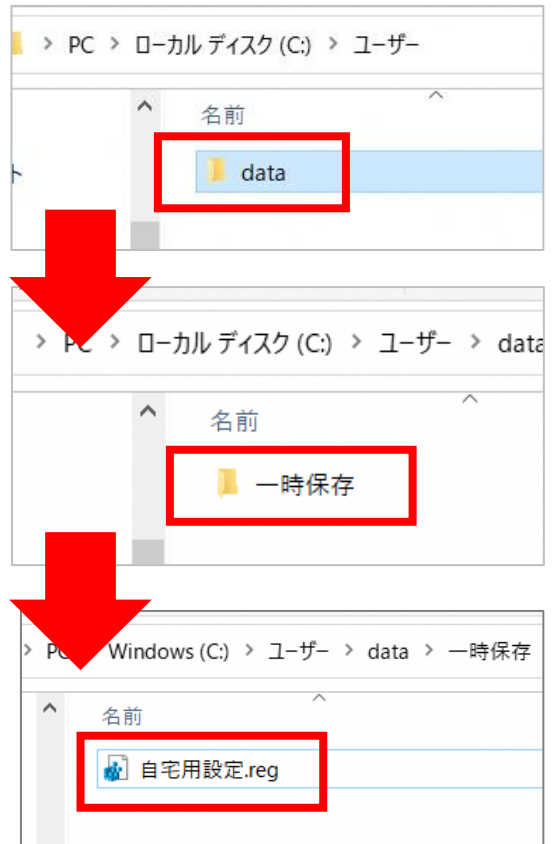 > PC > ローカル ディスク (C:) > ユーザー
名前
ト
data
> PC > ローカル ディスク (C:) > ユーザー > data
名前
一時保存
> PC Windows (C:) > ユーザー > data > 一時保存
名前
自宅用設定.reg